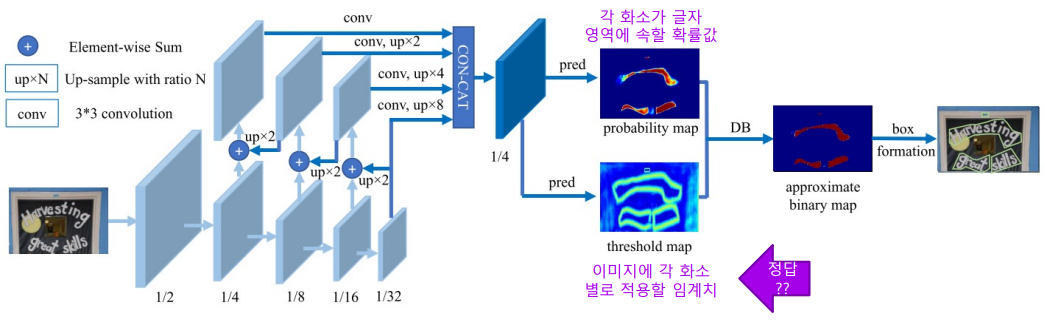 Element-wise Sum
up×N
Up-sample with ratio N
conv
3*3 convolution
conv
conv, up×2
conv, up×4
conv, up×8
CON-CAT
up×2
up×2
up×2
Harvesting
great skills
1/2
1/4
1/8
1/16
1/32
1/4
pred
pred
각 화소가 글자
영역에 속할 확률값
probability map
threshold map
이미지에 각 화소
별로 적용할 임계치
정답
??
DB
approximate
binary map
box
formation
Harvesting
great skills